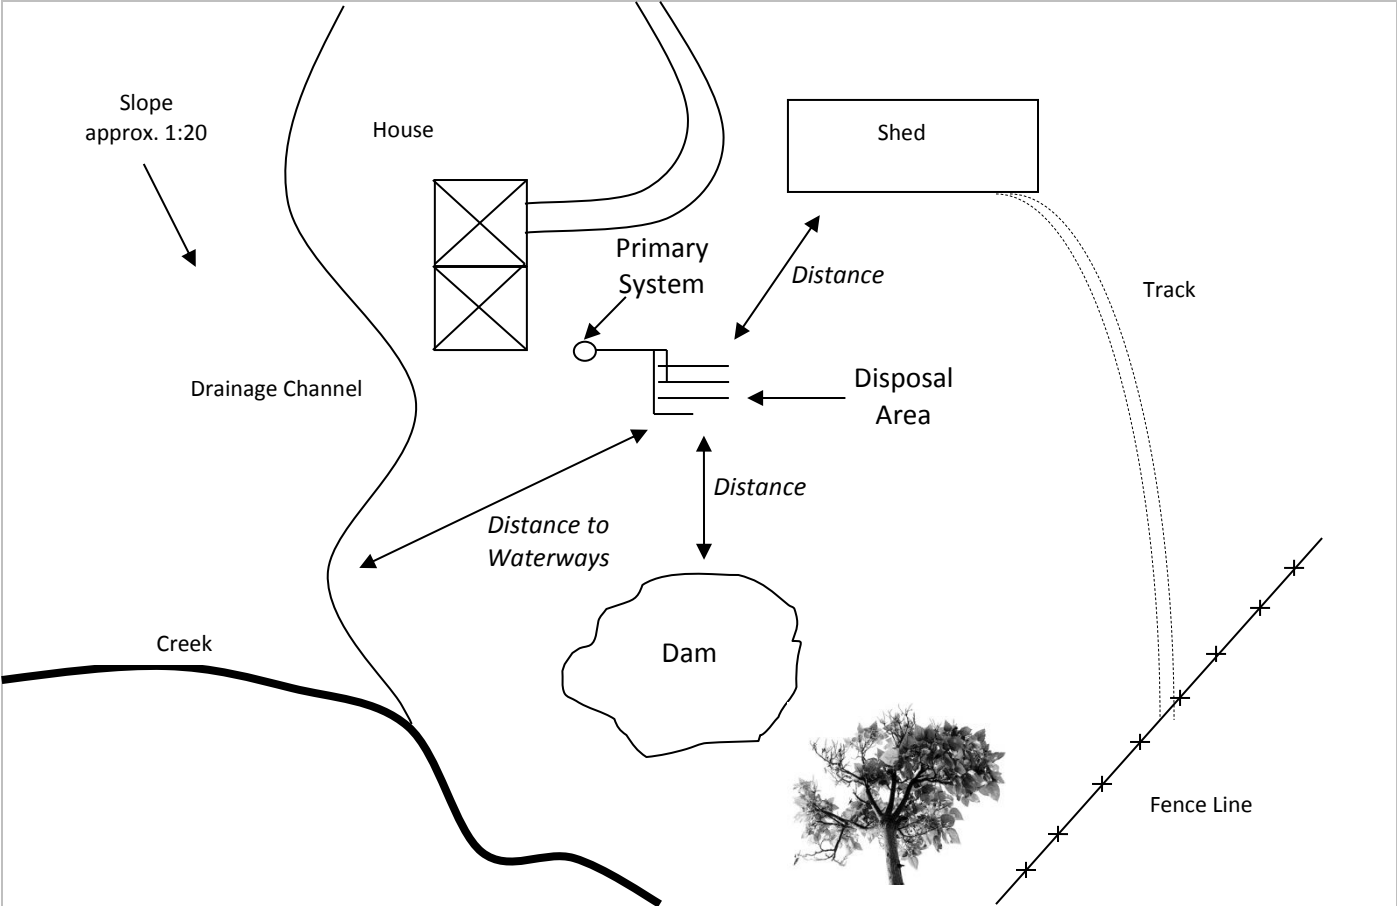 Slope
approx. 1:20
House
Shed
Primary
System
Distance
Track
Drainage Channel
Disposal
Area
Distance
Distance to
Waterways
Creek
Dam
Fence Line